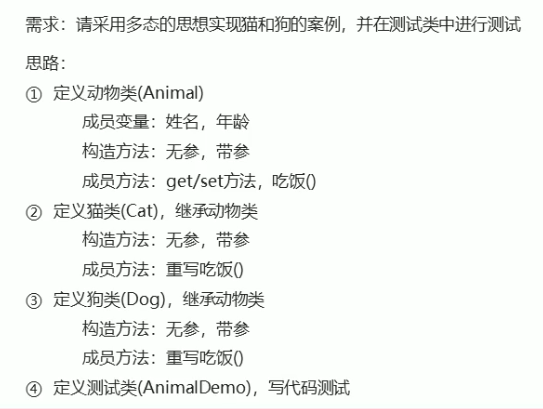 需求：请采用多态的思想实现猫和狗的案例，并在测试类中进行测试
思路：
① 定义动物类(Animal)
成员变量：姓名，年龄
构造方法：无参，带参
成员方法：get/set方法，吃饭()
② 定义猫类(Cat)，继承动物类
构造方法：无参，带参
成员方法：重写吃饭()
③ 定义狗类(Dog)，继承动物类
构造方法：无参，带参
成员方法：重写吃饭()
④ 定义测试类(AnimalDemo)，写代码测试